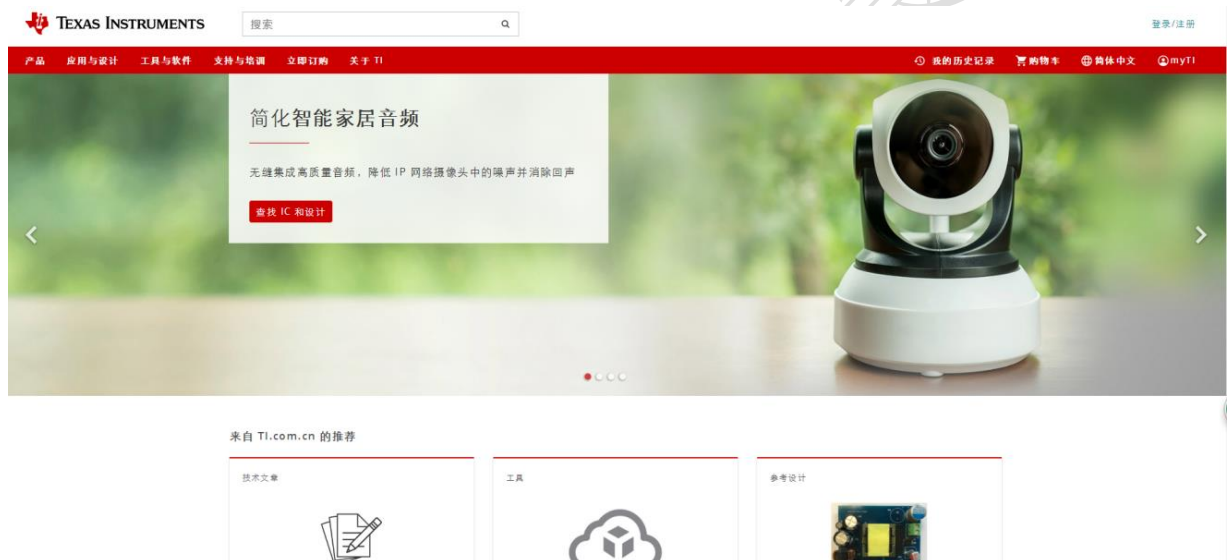 TEXAS INSTRUMENTS
搜索
登录/注册
产品 应用与设计 工具与软件 支持与培训 立即订购 关于 TI 我的历史记录 购物车 简体中文 myTI
简化智能家居音频
无缝集成高质量音频，降低 IP 网络摄像头中的噪声并消除回声
查找 IC 和设计
来自 TI.com.cn 的推荐
技术文章 工具 参考设计